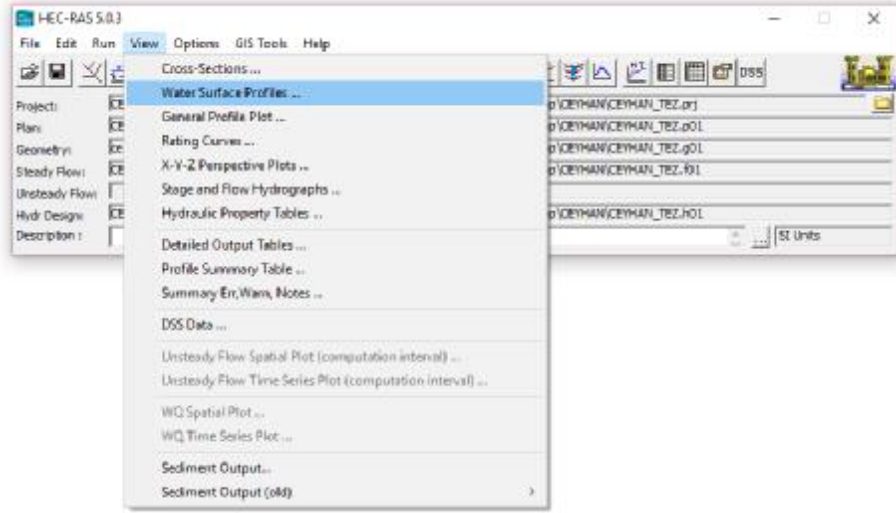 HEC-RAS 5.0.3
File Edit Run View Options GIS Tools Help
DSS
Project: CE p\CEYHAN\CEYHAN_TEZ.prj
Plan: CE p\CEYHAN\CEYHAN_TEZ.p01
Geometry: ce p\CEYHAN\CEYHAN_TEZ.g01
Steady Flow: CE p\CEYHAN\CEYHAN_TEZ.f01
Unsteady Flow:
Hydr Design: CE p\CEYHAN\CEYHAN_TEZ.h01
Description : ... SI Units
Cross-Sections ...
Water Surface Profiles ...
General Profile Plot ...
Rating Curves ...
X-Y-Z Perspective Plots ...
Stage and Flow Hydrographs ...
Hydraulic Property Tables ...
Detailed Output Tables ...
Profile Summary Table ...
Summary Err,Warn, Notes ...
DSS Data ...
Unsteady Flow Spatial Plot (computation interval) ...
Unsteady Flow Time Series Plot (computation interval) ...
WQ Spatial Plot ...
WQ Time Series Plot ...
Sediment Output...
Sediment Output (old)